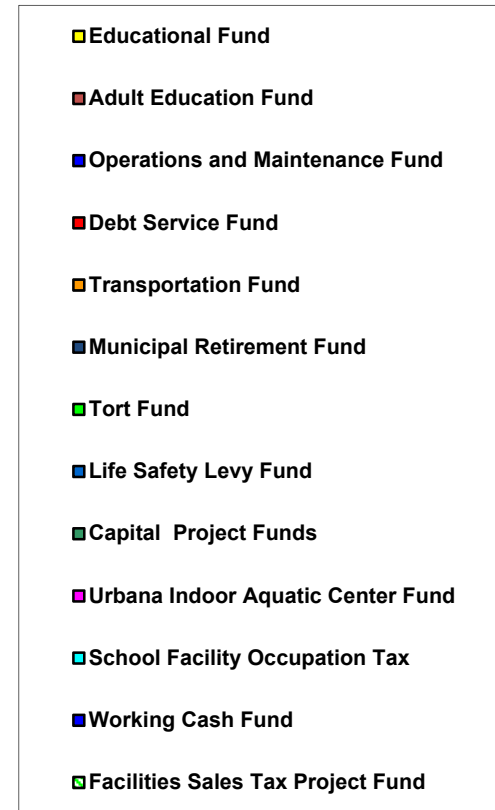 Educational Fund
Adult Education Fund
Operations and Maintenance Fund
Debt Service Fund
Transportation Fund
Municipal Retirement Fund
Tort Fund
Life Safety Levy Fund
Capital  Project Funds
Urbana Indoor Aquatic Center Fund
School Facility Occupation Tax
Working Cash Fund
Facilities Sales Tax Project Fund